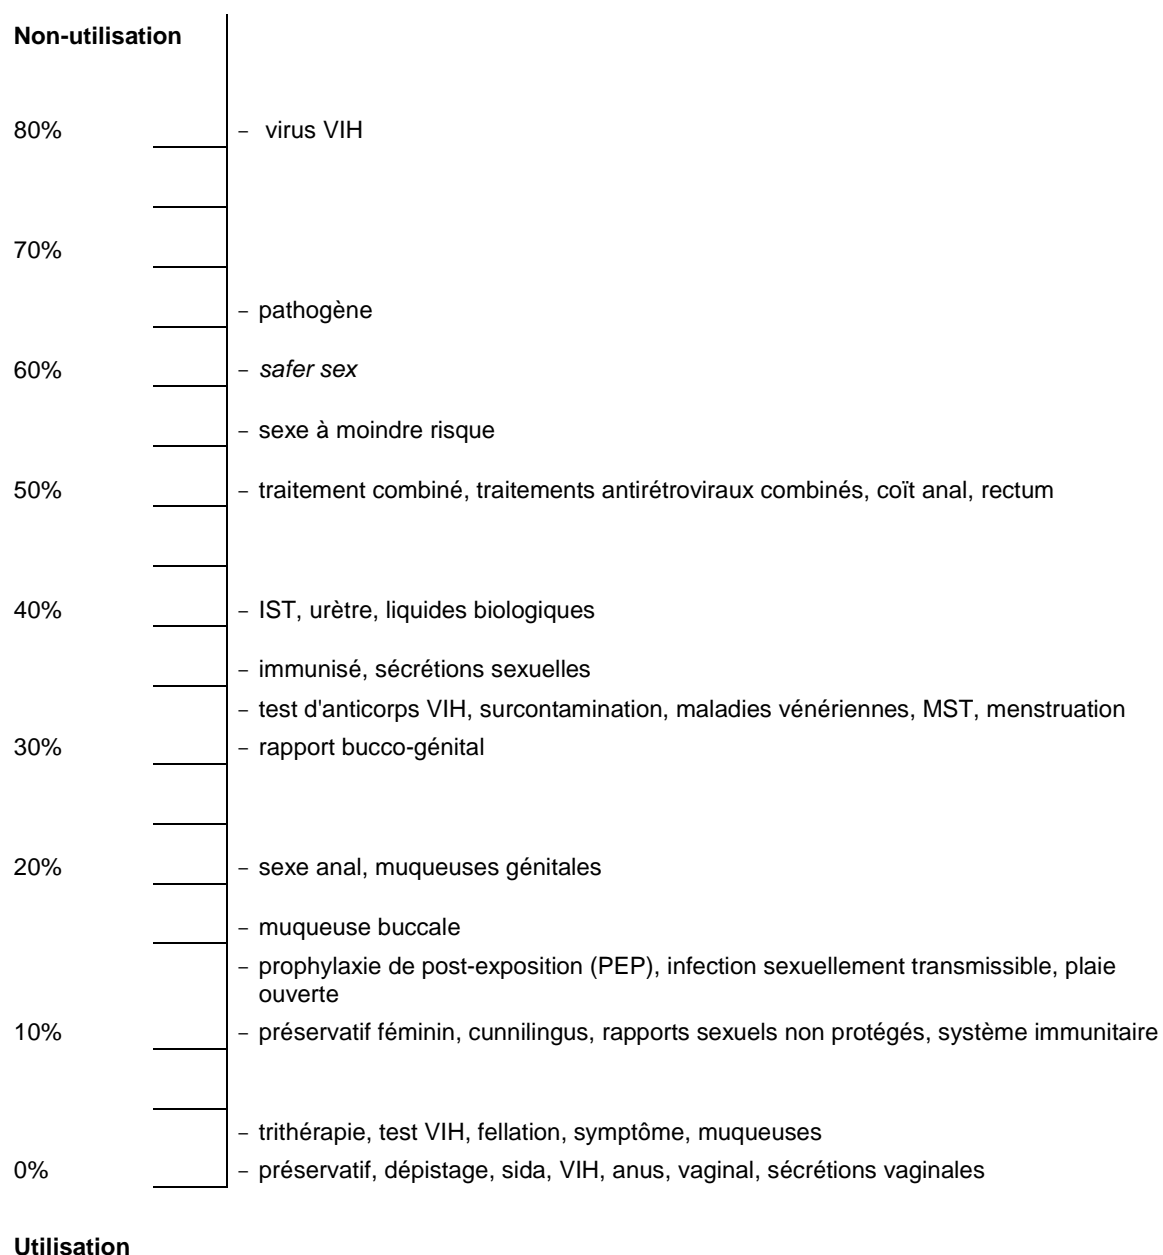 Non-utilisation
80% – virus VIH
70%
– pathogène
60% – safer sex
– sexe à moindre risque
50% – traitement combiné, traitements antirétroviraux combinés, coït anal, rectum
40% – IST, urètre, liquides biologiques
– immunisé, sécrétions sexuelles
– test d'anticorps VIH, surcontamination, maladies vénériennes, MST, menstruation
30% – rapport bucco-génital
20% – sexe anal, muqueuses génitales
– muqueuse buccale
– prophylaxie de post-exposition (PEP), infection sexuellement transmissible, plaie
ouverte
10% – préservatif féminin, cunnilingus, rapports sexuels non protégés, système immunitaire
– trithérapie, test VIH, fellation, symptôme, muqueuses
0% – préservatif, dépistage, sida, VIH, anus, vaginal, sécrétions vaginales
Utilisation